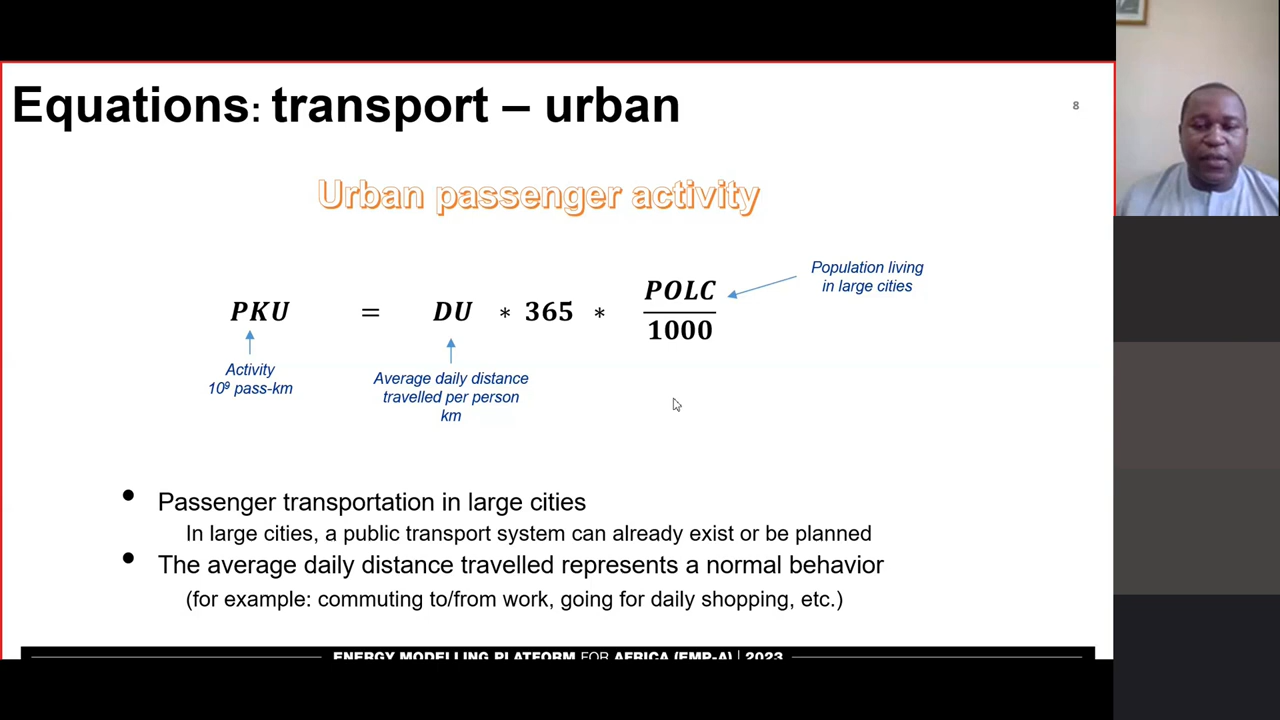 Equations: transport – urban
8
Urban passenger activity
Population living
in large cities
PKU = DU * 365 * POLC
1000
Activity
10⁹ pass-km
Average daily distance
travelled per person
km
• Passenger transportation in large cities
In large cities, a public transport system can already exist or be planned
• The average daily distance travelled represents a normal behavior
(for example: commuting to/from work, going for daily shopping, etc.)
ENERGY MODELLING PLATFORM FOR AFRICA (EMP-A) | 2023